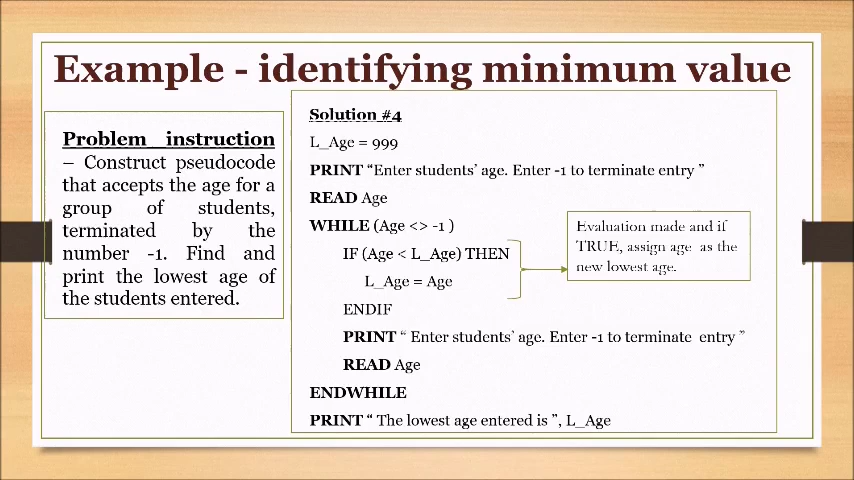 Example - identifying minimum value
Problem instruction
– Construct pseudocode
that accepts the age for a
group of students,
terminated by the
number -1. Find and
print the lowest age of
the students entered.
Solution #4
L_Age = 999
PRINT “Enter students’ age. Enter -1 to terminate entry ”
READ Age
WHILE (Age <> -1 )
IF (Age < L_Age) THEN
L_Age = Age
ENDIF
PRINT “ Enter students` age. Enter -1 to terminate entry ”
READ Age
ENDWHILE
PRINT “ The lowest age entered is ”, L_Age
Evaluation made and if
TRUE, assign age as the
new lowest age.